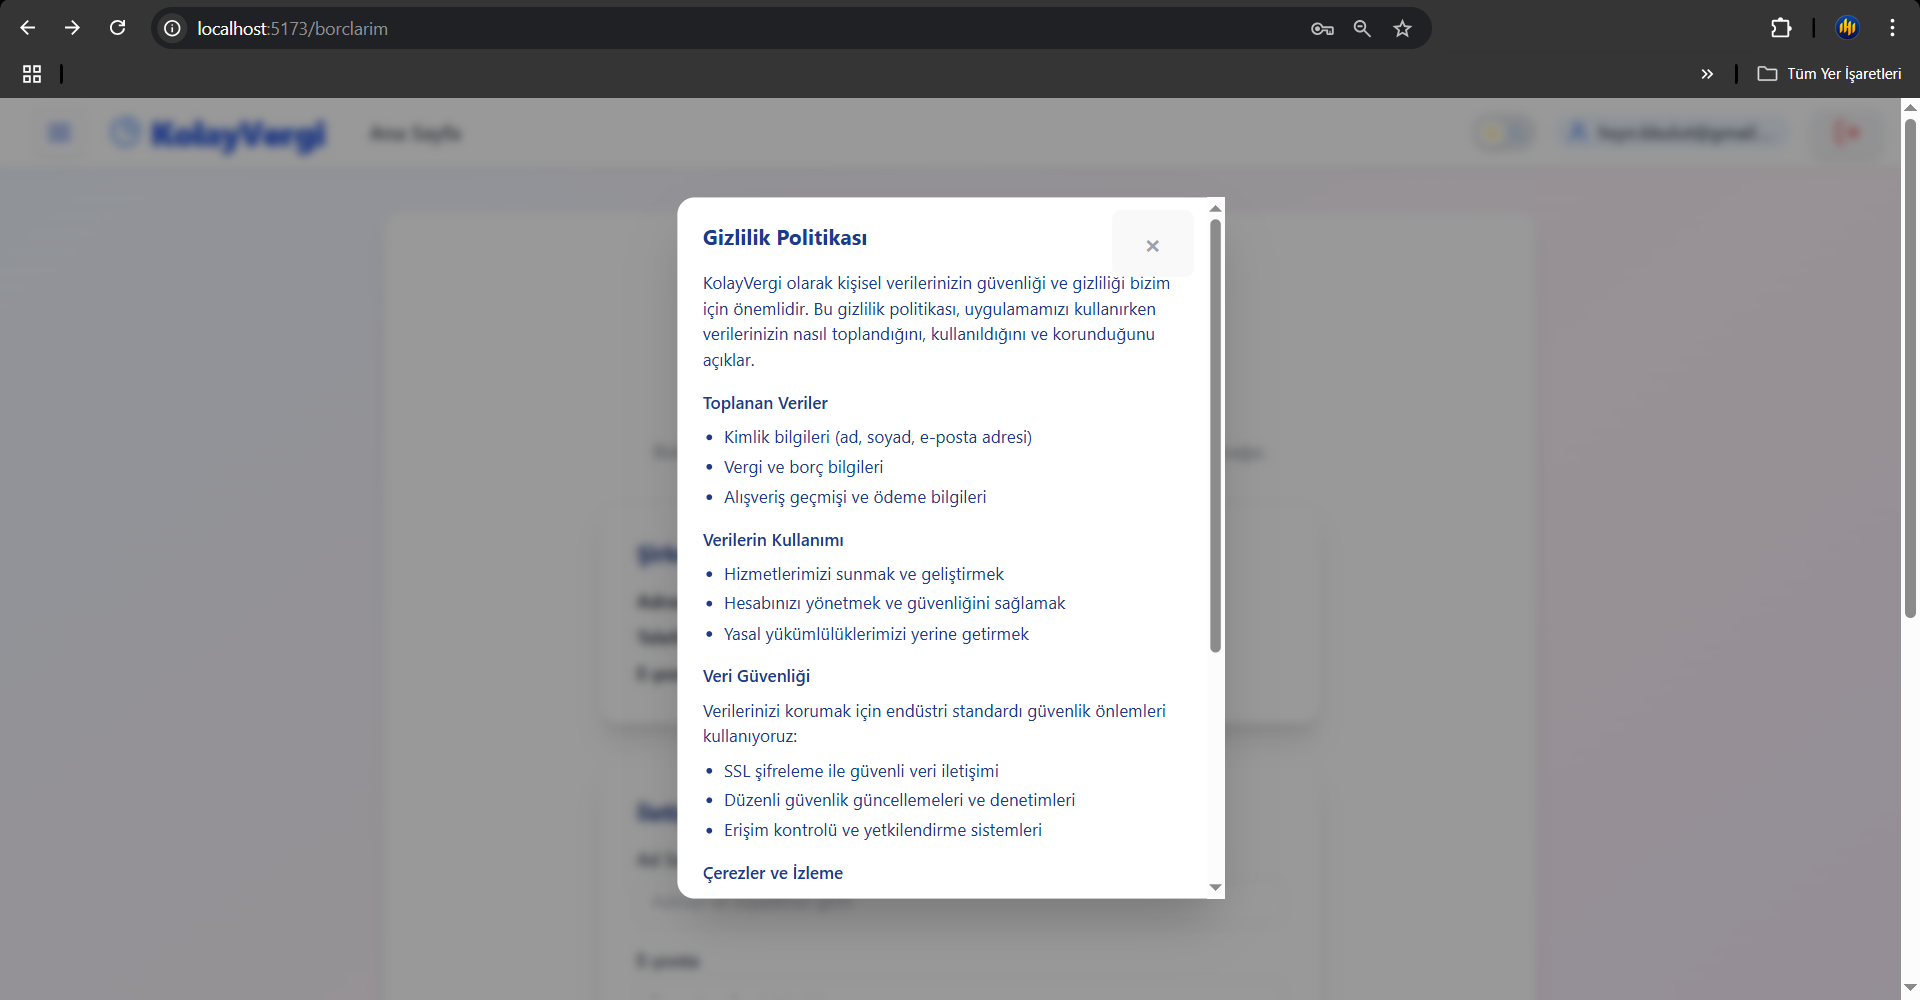 localhost:5173/borclarim
Tüm Yer İşaretleri
KolayVergi
Ana Sayfa
Gizlilik Politikası
×
KolayVergi olarak kişisel verilerinizin güvenliği ve gizliliği bizim
için önemlidir. Bu gizlilik politikası, uygulamamızı kullanırken
verilerinizin nasıl toplandığını, kullanıldığını ve korunduğunu
açıklar.
Toplanan Veriler
• Kimlik bilgileri (ad, soyad, e-posta adresi)
• Vergi ve borç bilgileri
• Alışveriş geçmişi ve ödeme bilgileri
Verilerin Kullanımı
• Hizmetlerimizi sunmak ve geliştirmek
• Hesabınızı yönetmek ve güvenliğini sağlamak
• Yasal yükümlülüklerimizi yerine getirmek
Veri Güvenliği
Verilerinizi korumak için endüstri standardı güvenlik önlemleri
kullanıyoruz:
• SSL şifreleme ile güvenli veri iletişimi
• Düzenli güvenlik güncellemeleri ve denetimleri
• Erişim kontrolü ve yetkilendirme sistemleri
Çerezler ve İzleme
E-posta